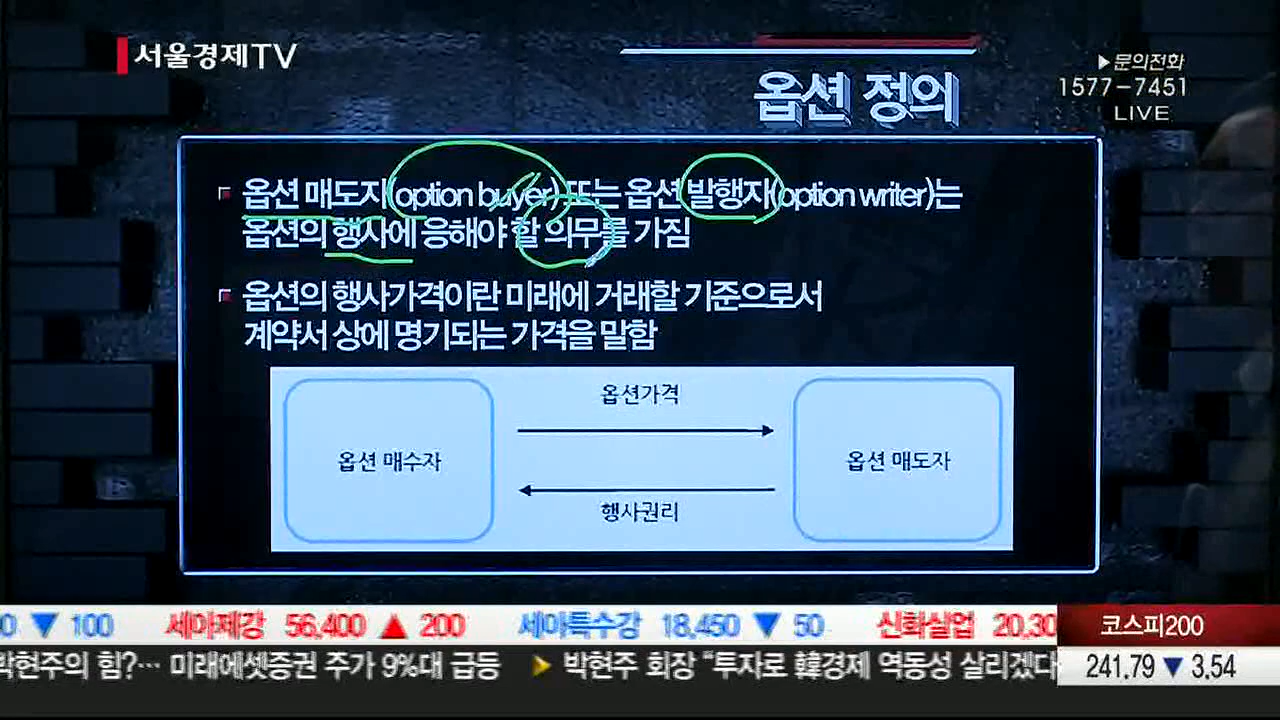 서울경제TV
▶문의전화
1577-7451
LIVE
옵션 정의
옵션 매도자(option buyer) 또는 옵션 발행자(option writer)는
옵션의 행사에 응해야 할 의무를 가짐
옵션의 행사가격이란 미래에 거래할 기준으로서
계약서 상에 명기되는 가격을 말함
옵션가격
옵션 매수자
옵션 매도자
행사권리
0 ▼ 100 세아제강 56,400 ▲ 200 세아특수강 18,450 ▼ 50 신화실업 20,30
코스피200
박현주의 힘?… 미래에셋증권 주가 9%대 급등 ▶ 박현주 회장 “투자로 韓경제 역동성 살리겠다
241.79 ▼ 3.54